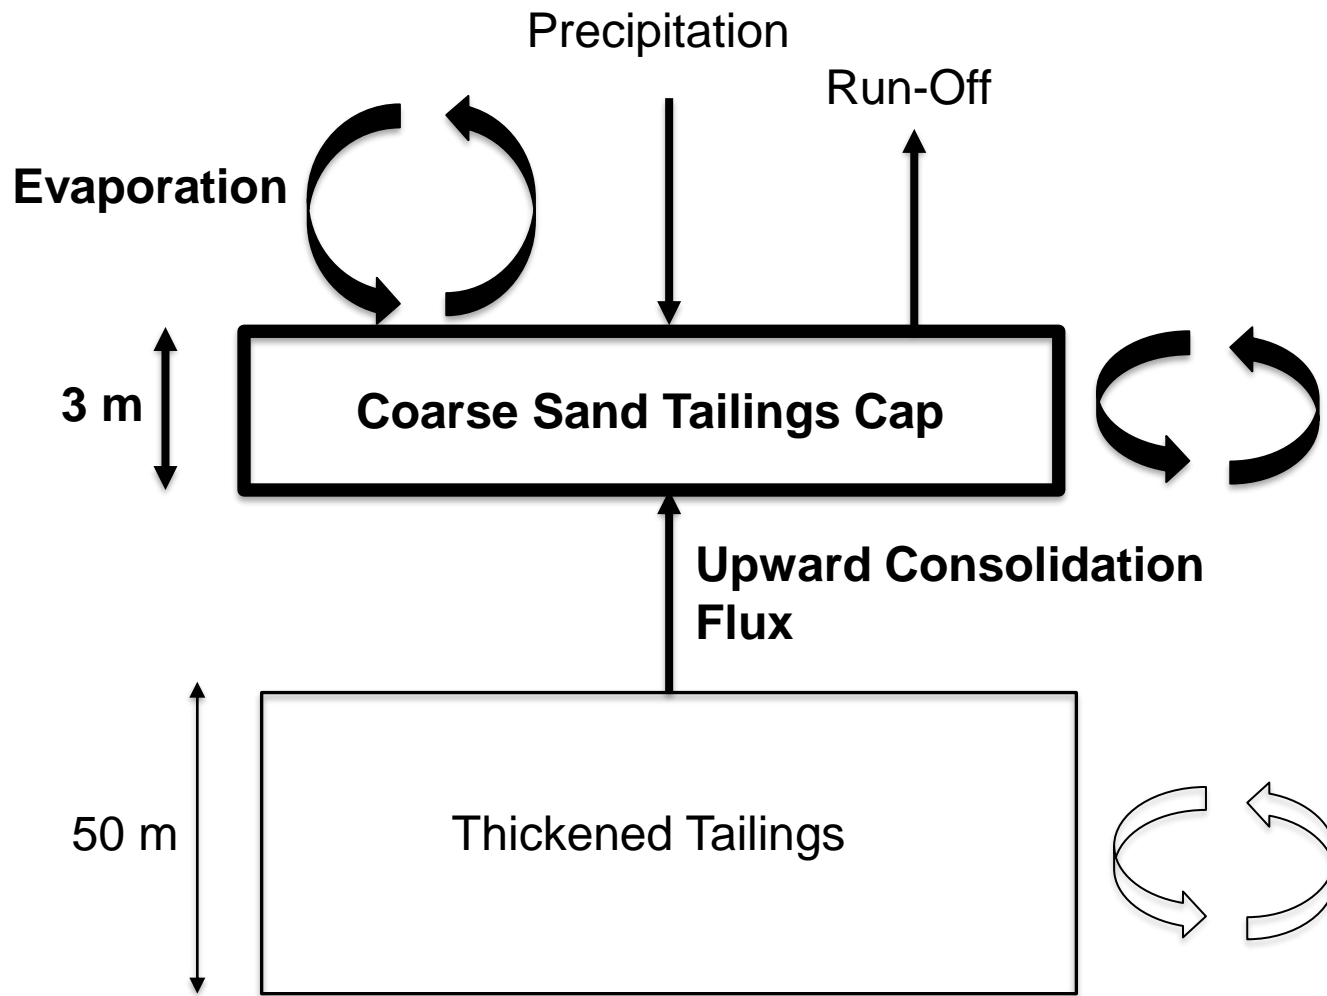 Precipitation
Run-Off
Evaporation
3 m
Coarse Sand Tailings Cap
Upward Consolidation
Flux
50 m
Thickened Tailings